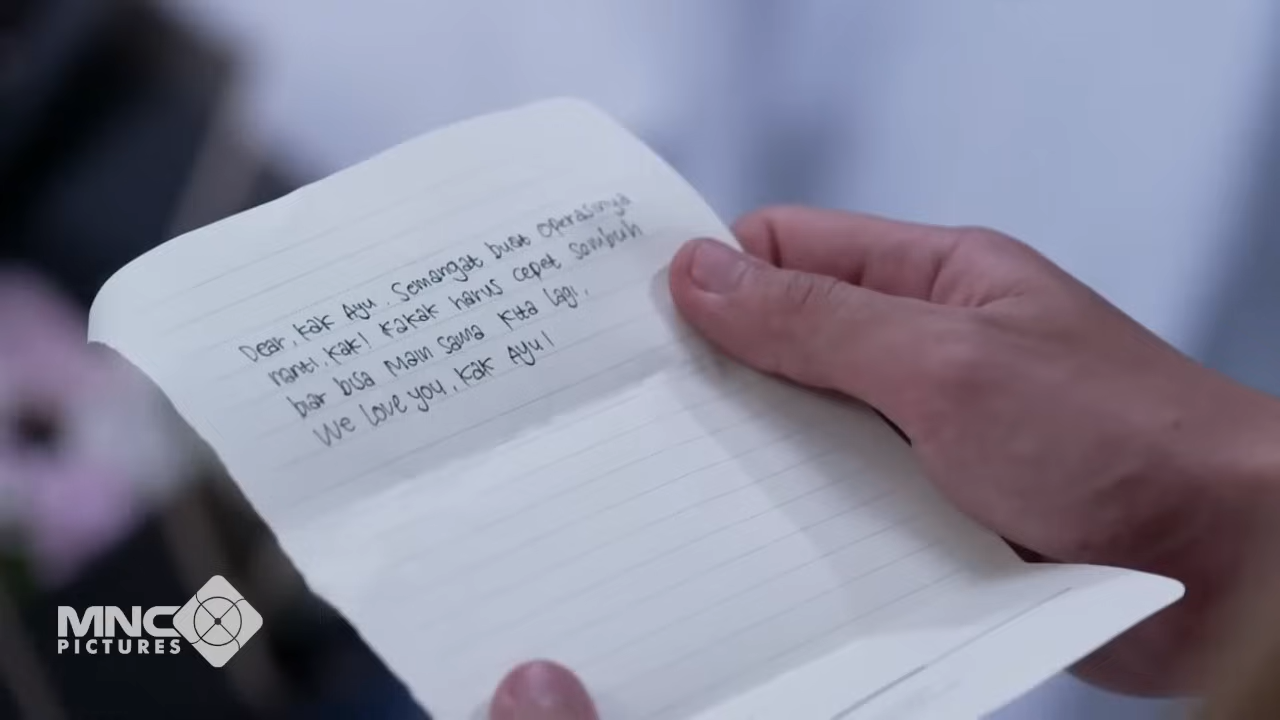 Dear, Kak Ayu. Semangat buat operasinya
nanti, Kak! Kakak harus cepet sembuh
biar bisa main sama kita lagi.
We love you, Kak Ayu!
MNC
PICTURES